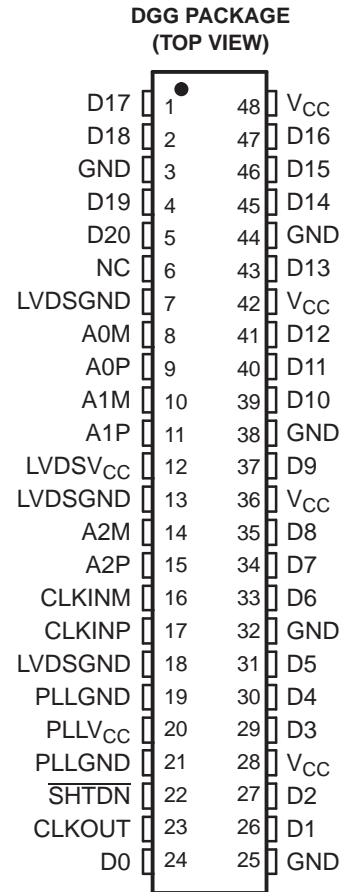 DGG PACKAGE
(TOP VIEW)
D17 1 48 VCC
D18 2 47 D16
GND 3 46 D15
D19 4 45 D14
D20 5 44 GND
NC 6 43 D13
LVDSGND 7 42 VCC
A0M 8 41 D12
A0P 9 40 D11
A1M 10 39 D10
A1P 11 38 GND
LVDSVCC 12 37 D9
LVDSGND 13 36 VCC
A2M 14 35 D8
A2P 15 34 D7
CLKINM 16 33 D6
CLKINP 17 32 GND
LVDSGND 18 31 D5
PLLGND 19 30 D4
PLLVCC 20 29 D3
PLLGND 21 28 VCC
SHTDN 22 27 D2
CLKOUT 23 26 D1
D0 24 25 GND